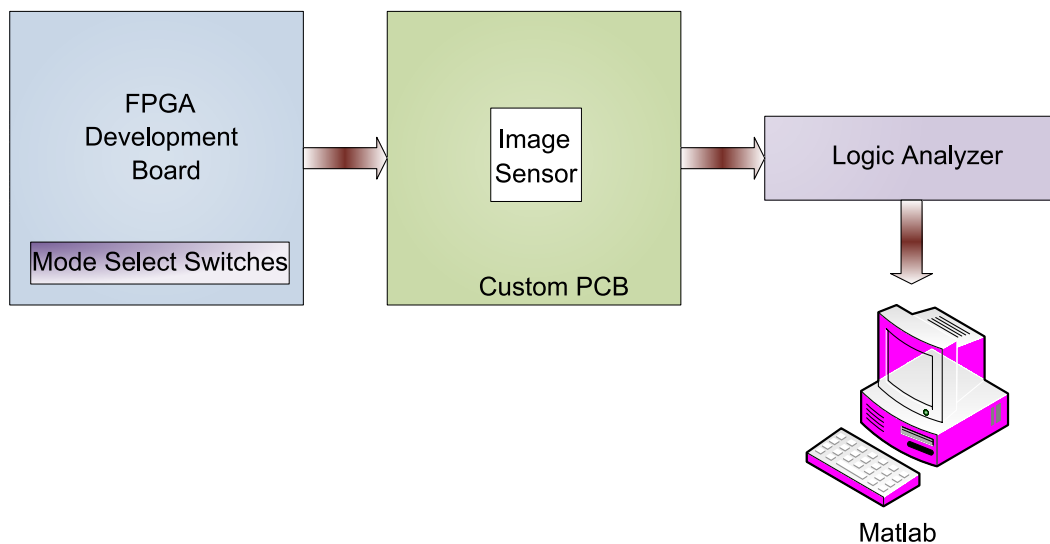 FPGA
Development
Board
Mode Select Switches
Image
Sensor
Custom PCB
Logic Analyzer
Matlab